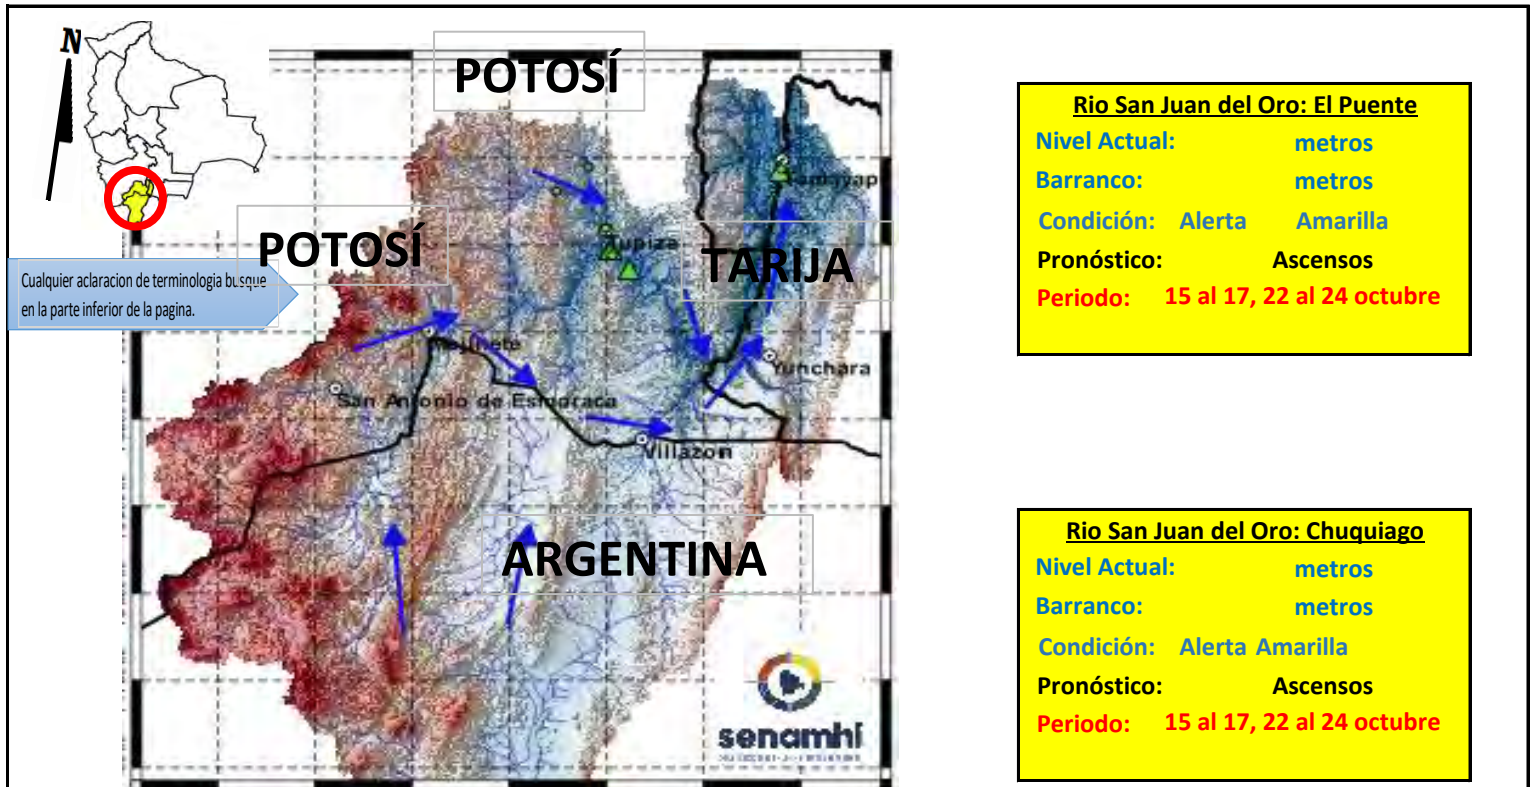 N
POTOSÍ
POTOSÍ
TARIJA
ARGENTINA
Cualquier aclaracion de terminologia busque
en la parte inferior de la pagina.
Tupiza
Yunchara
San Antonio de Esmoraca
Villazon
senamhi
Rio San Juan del Oro: El Puente
Nivel Actual: metros
Barranco: metros
Condición: Alerta Amarilla
Pronóstico: Ascensos
Periodo: 15 al 17, 22 al 24 octubre
Rio San Juan del Oro: Chuquiago
Nivel Actual: metros
Barranco: metros
Condición: Alerta Amarilla
Pronóstico: Ascensos
Periodo: 15 al 17, 22 al 24 octubre